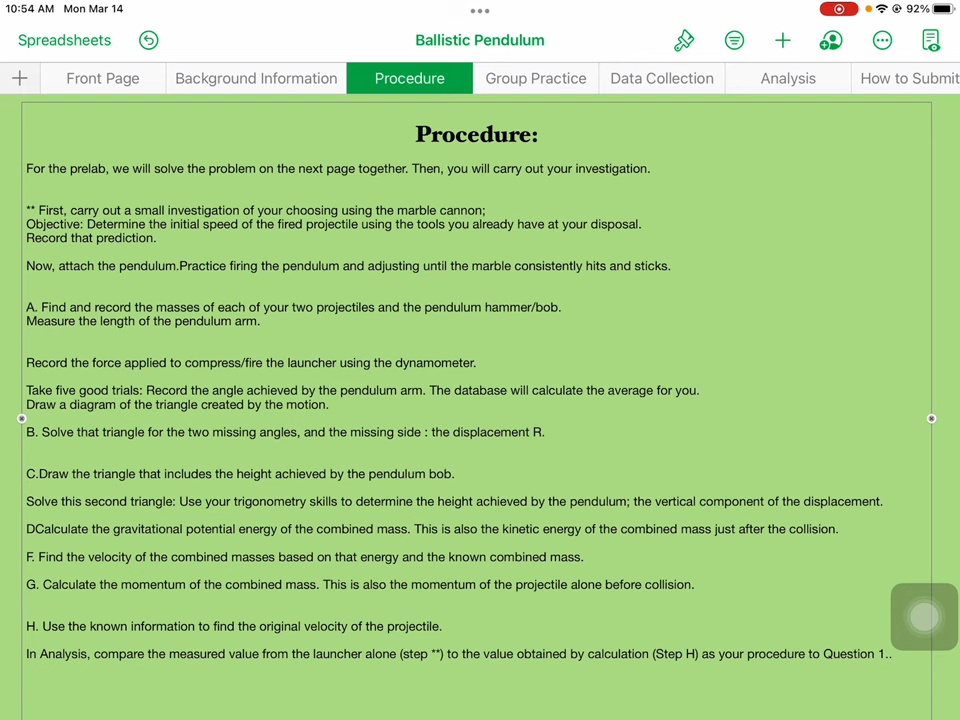 10:54 AM Mon Mar 14
92%
Spreadsheets
Ballistic Pendulum
Front Page
Background Information
Procedure
Group Practice
Data Collection
Analysis
How to Submit
Procedure:
For the prelab, we will solve the problem on the next page together. Then, you will carry out your investigation.
** First, carry out a small investigation of your choosing using the marble cannon;
Objective: Determine the initial speed of the fired projectile using the tools you already have at your disposal.
Record that prediction.
Now, attach the pendulum.Practice firing the pendulum and adjusting until the marble consistently hits and sticks.
A. Find and record the masses of each of your two projectiles and the pendulum hammer/bob.
Measure the length of the pendulum arm.
Record the force applied to compress/fire the launcher using the dynamometer.
Take five good trials: Record the angle achieved by the pendulum arm. The database will calculate the average for you.
Draw a diagram of the triangle created by the motion.
B. Solve that triangle for the two missing angles, and the missing side : the displacement R.
C.Draw the triangle that includes the height achieved by the pendulum bob.
Solve this second triangle: Use your trigonometry skills to determine the height achieved by the pendulum; the vertical component of the displacement.
DCalculate the gravitational potential energy of the combined mass. This is also the kinetic energy of the combined mass just after the collision.
F. Find the velocity of the combined masses based on that energy and the known combined mass.
G. Calculate the momentum of the combined mass. This is also the momentum of the projectile alone before collision.
H. Use the known information to find the original velocity of the projectile.
In Analysis, compare the measured value from the launcher alone (step **) to the value obtained by calculation (Step H) as your procedure to Question 1..